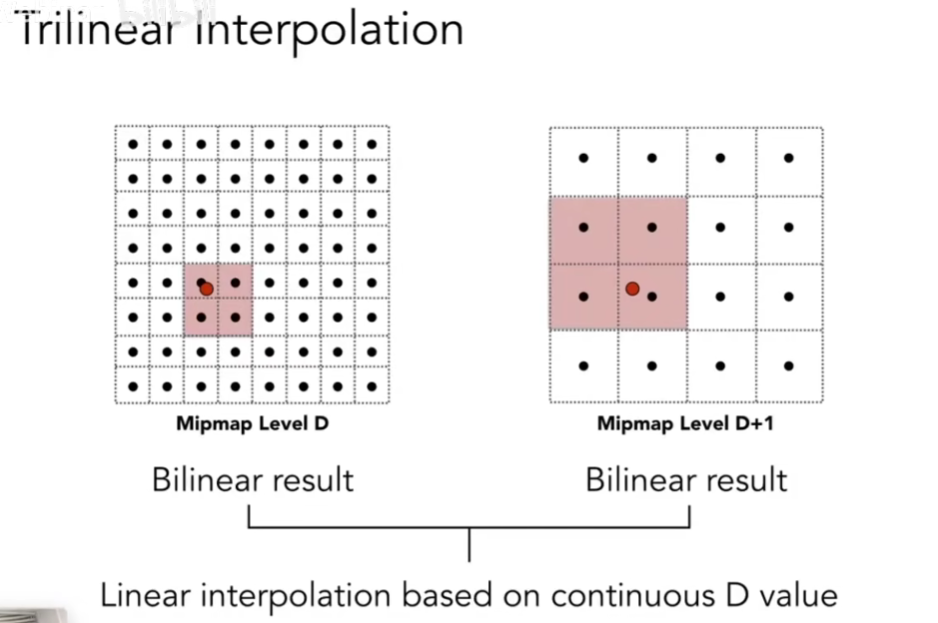 Trilinear Interpolation
Mipmap Level D
Mipmap Level D+1
Bilinear result
Bilinear result
Linear interpolation based on continuous D value